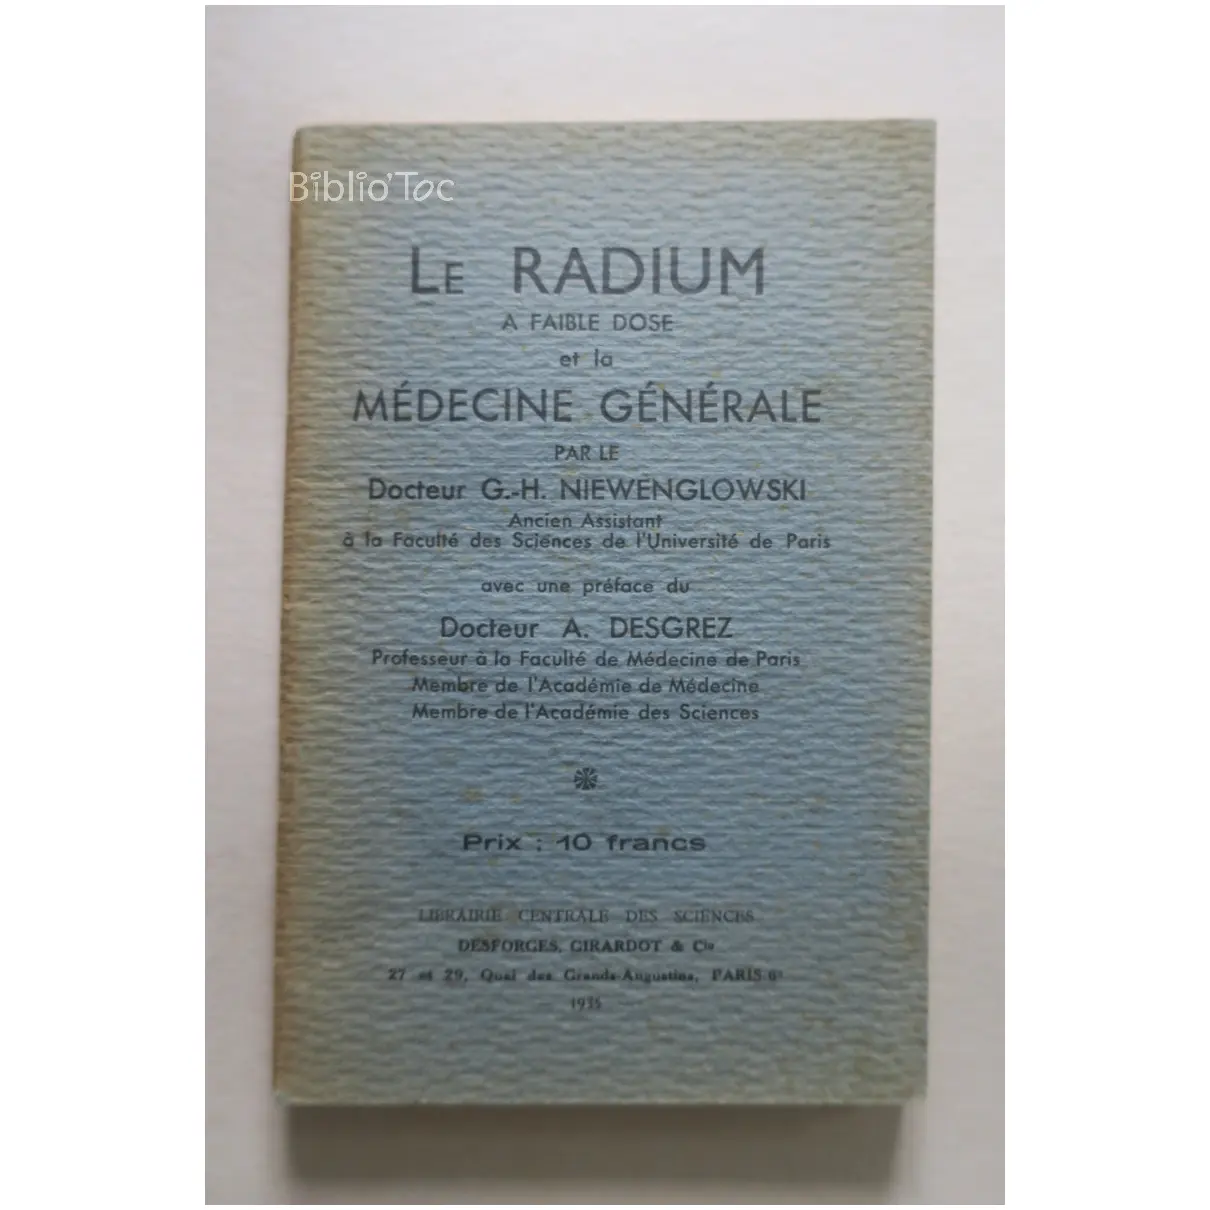 Biblio'Toc
LE RADIUM
A FAIBLE DOSE
et la
MÉDECINE GÉNÉRALE
PAR LE
Docteur G.-H. NIEWENGLOWSKI
Ancien Assistant
à la Faculté des Sciences de l'Université de Paris
avec une préface du
Docteur A. DESGREZ
Professeur à la Faculté de Médecine de Paris
Membre de l'Académie de Médecine
Membre de l'Académie des Sciences
Prix : 10 francs
LIBRAIRIE CENTRALE DES SCIENCES
DESFORGES, GIRARDOT & Cie
27 et 29, Quai des Grands-Augustins, PARIS-6e
— 1935 —